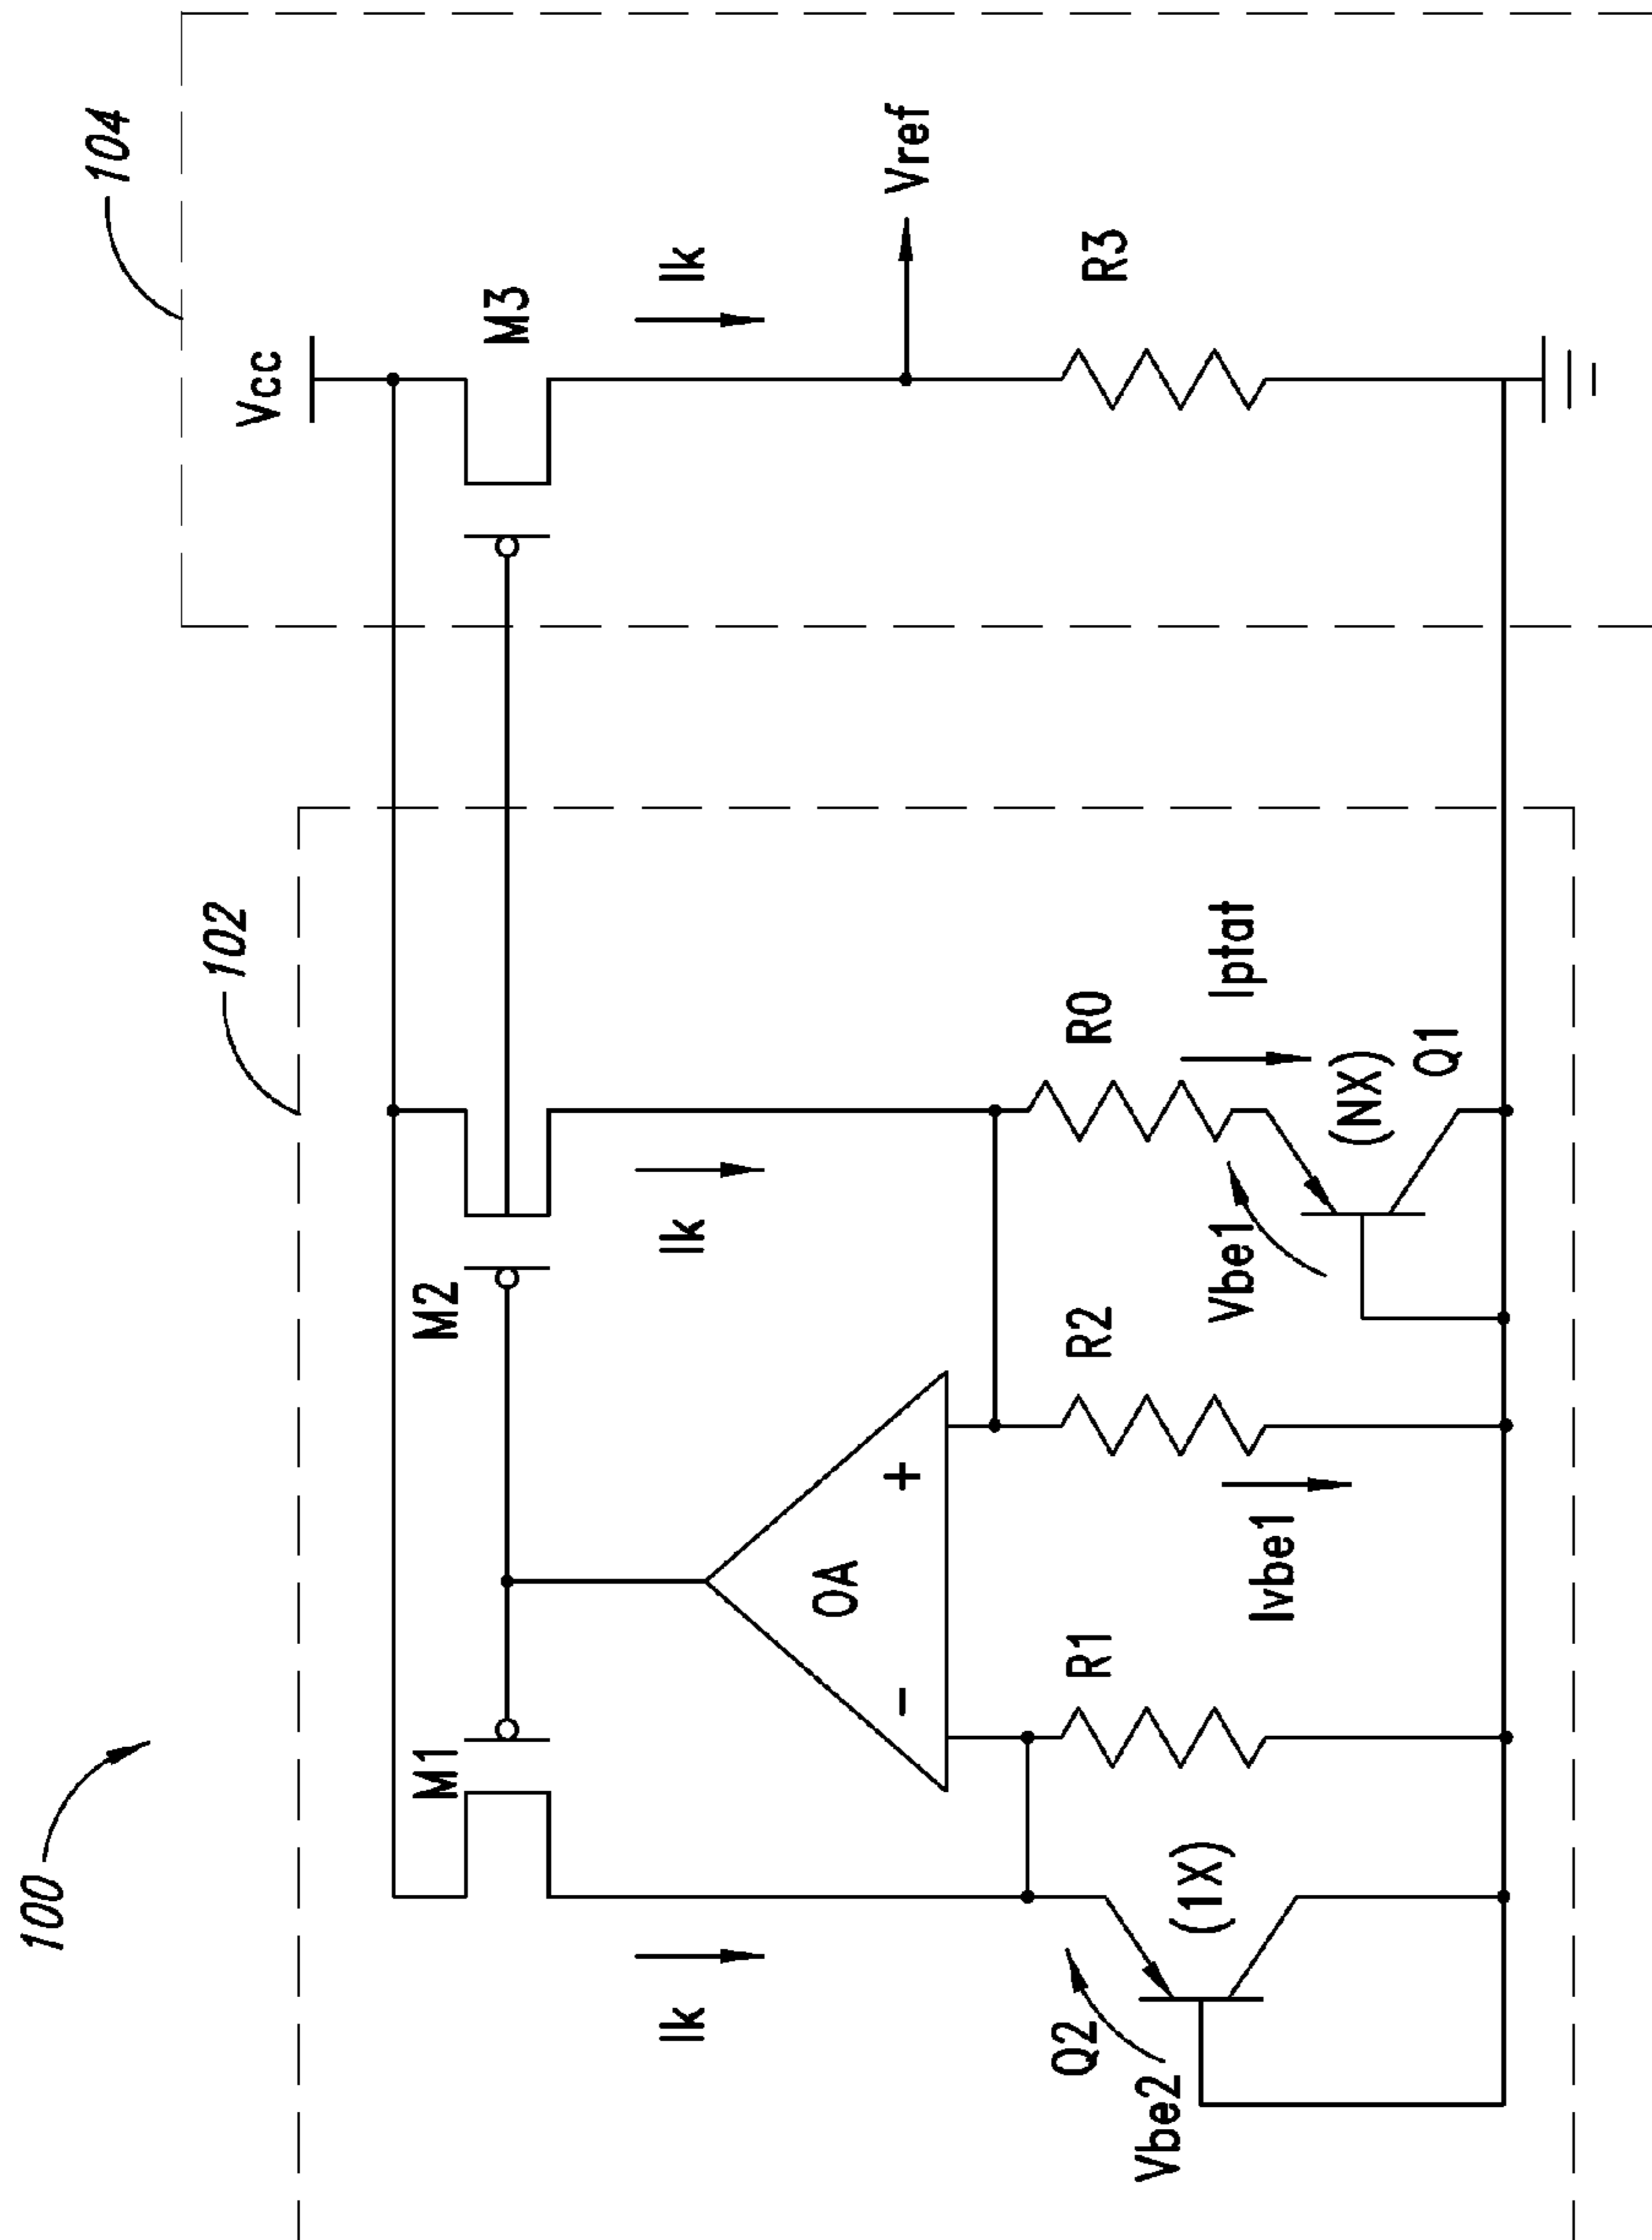 100
102
104
Vcc
M1
M2
M3
Ik
Ik
Ik
OA
-
+
Vref
Q2
Vbe2
(1X)
R1
R2
R0
R3
Ivbe1
Vbe1
Iptat
(NX)
Q1